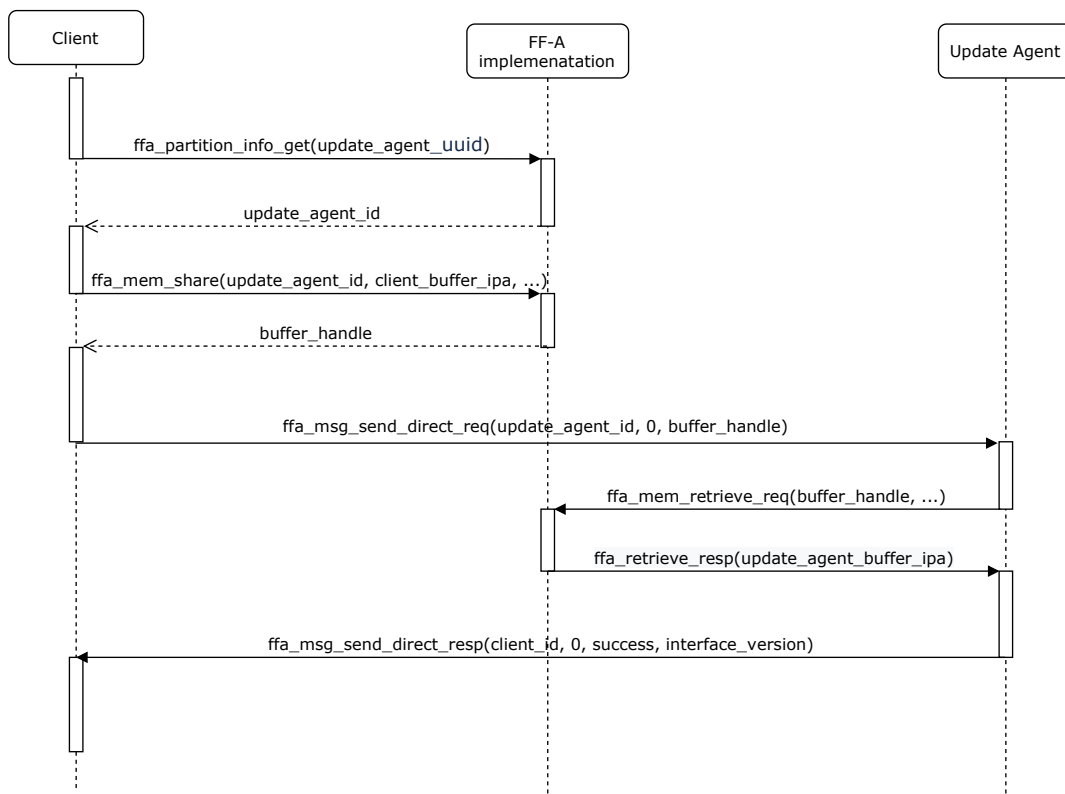 Client
FF-A
implemenatation
Update Agent
ffa_partition_info_get(update_agent_uuid)
update_agent_id
ffa_mem_share(update_agent_id, client_buffer_ipa, ...)
buffer_handle
ffa_msg_send_direct_req(update_agent_id, 0, buffer_handle)
ffa_mem_retrieve_req(buffer_handle, ...)
ffa_retrieve_resp(update_agent_buffer_ipa)
ffa_msg_send_direct_resp(client_id, 0, success, interface_version)